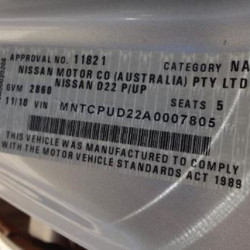 APPROVAL NO. 11821 CATEGORY NA
NISSAN MOTOR CO (AUSTRALIA) PTY LTD
NISSAN D22 P/UP
GVM 2860 SEATS 5
11/10 VIN MNTCPUD22A0007805
THIS VEHICLE WAS MANUFACTURED TO COMPLY
WITH THE MOTOR VEHICLE STANDARDS ACT 1989